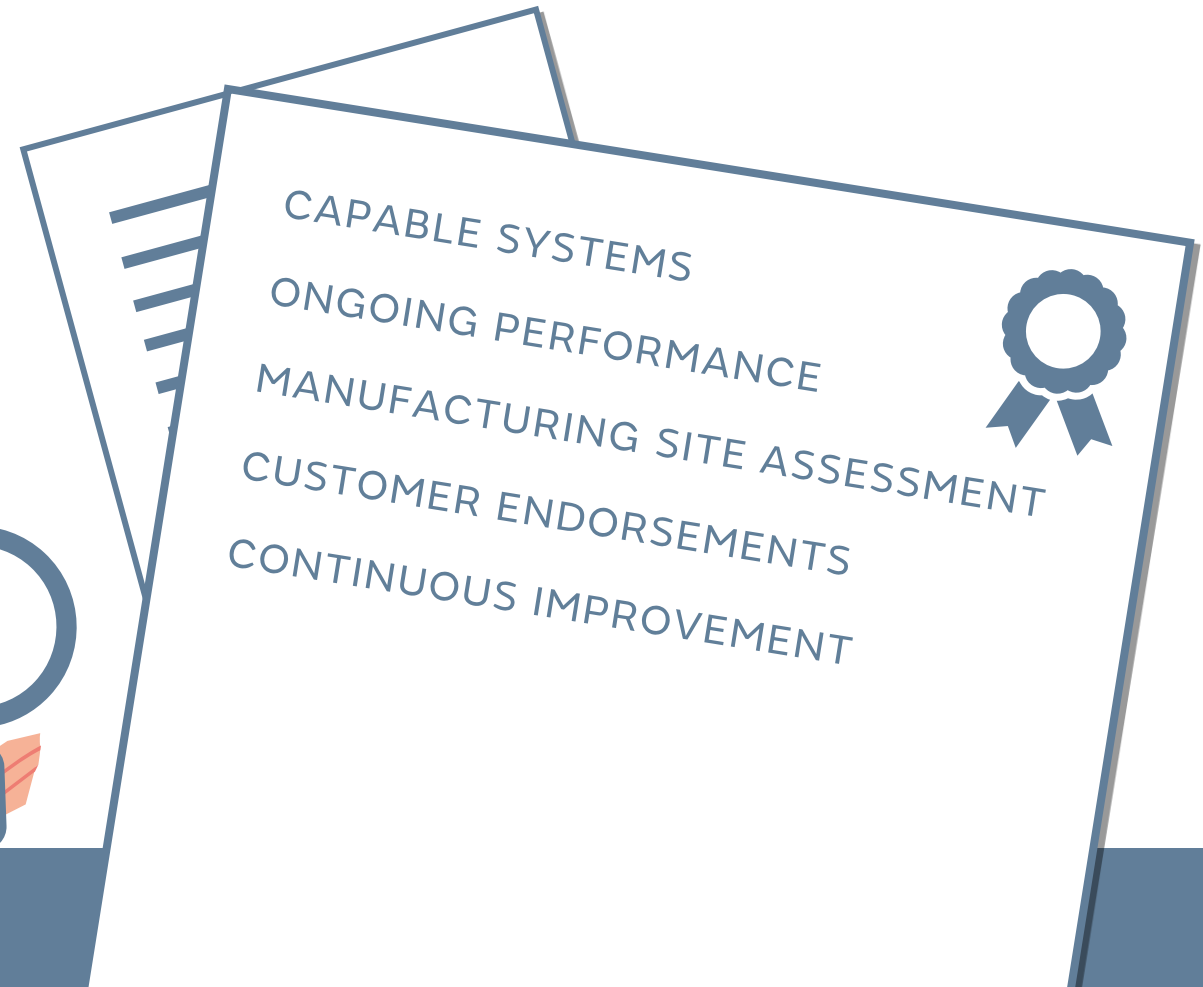 CAPABLE SYSTEMS
ONGOING PERFORMANCE
MANUFACTURING SITE ASSESSMENT
CUSTOMER ENDORSEMENTS
CONTINUOUS IMPROVEMENT